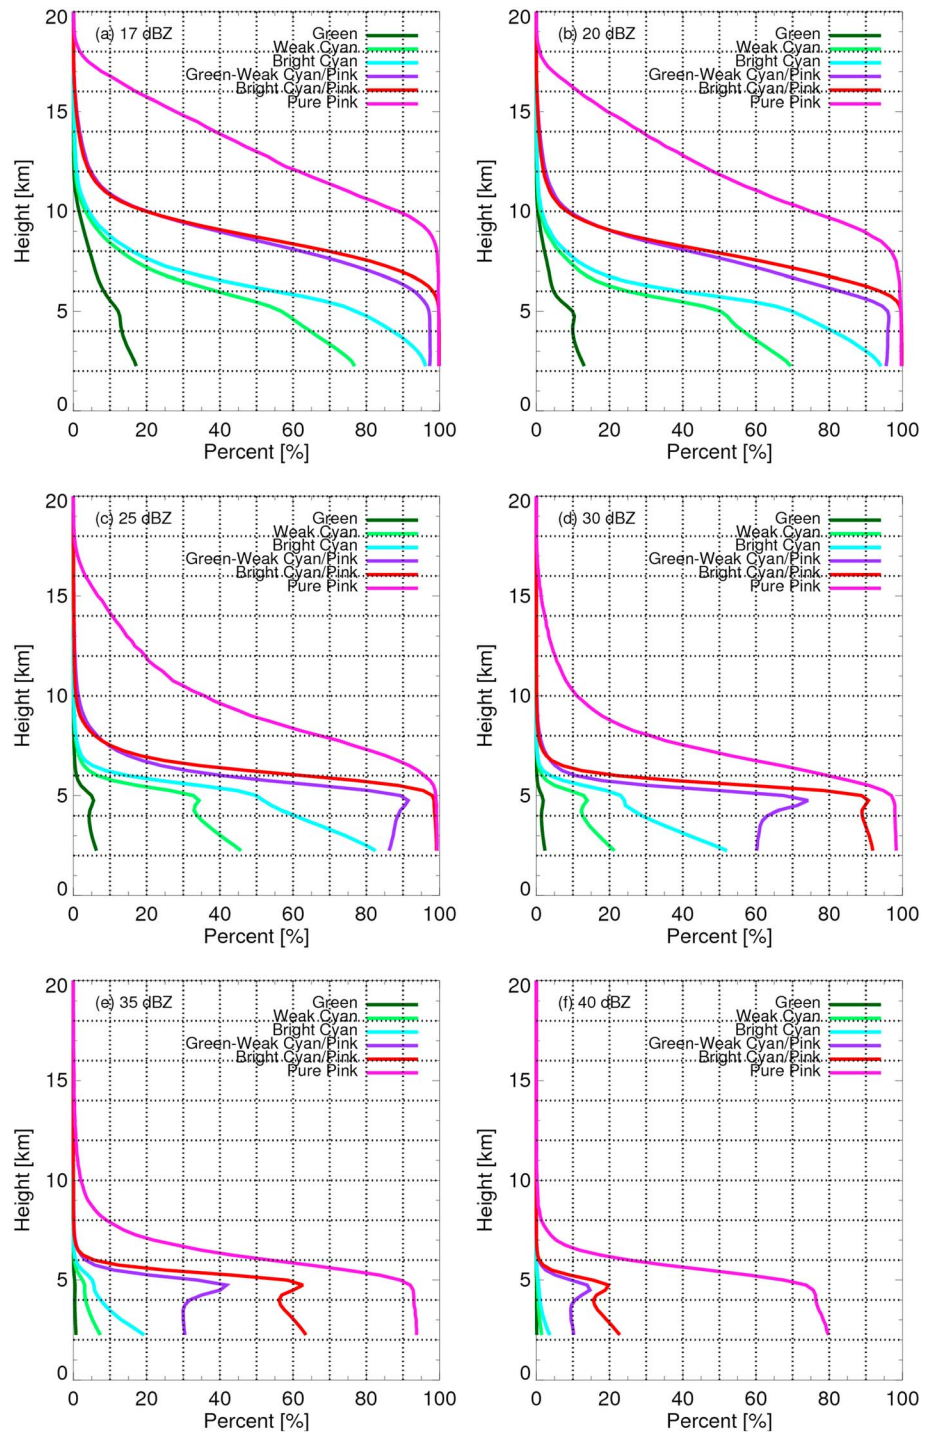 20
(a) 17 dBZ
Green
Weak Cyan
Bright Cyan
Green-Weak Cyan/Pink
Bright Cyan/Pink
Pure Pink
15
10
5
0
Height [km]
0 20 40 60 80 100
Percent [%]
20
(b) 20 dBZ
Green
Weak Cyan
Bright Cyan
Green-Weak Cyan/Pink
Bright Cyan/Pink
Pure Pink
15
10
5
0
Height [km]
0 20 40 60 80 100
Percent [%]
20
(c) 25 dBZ
Green
Weak Cyan
Bright Cyan
Green-Weak Cyan/Pink
Bright Cyan/Pink
Pure Pink
15
10
5
0
Height [km]
0 20 40 60 80 100
Percent [%]
20
(d) 30 dBZ
Green
Weak Cyan
Bright Cyan
Green-Weak Cyan/Pink
Bright Cyan/Pink
Pure Pink
15
10
5
0
Height [km]
0 20 40 60 80 100
Percent [%]
20
(e) 35 dBZ
Green
Weak Cyan
Bright Cyan
Green-Weak Cyan/Pink
Bright Cyan/Pink
Pure Pink
15
10
5
0
Height [km]
0 20 40 60 80 100
Percent [%]
20
(f) 40 dBZ
Green
Weak Cyan
Bright Cyan
Green-Weak Cyan/Pink
Bright Cyan/Pink
Pure Pink
15
10
5
0
Height [km]
0 20 40 60 80 100
Percent [%]